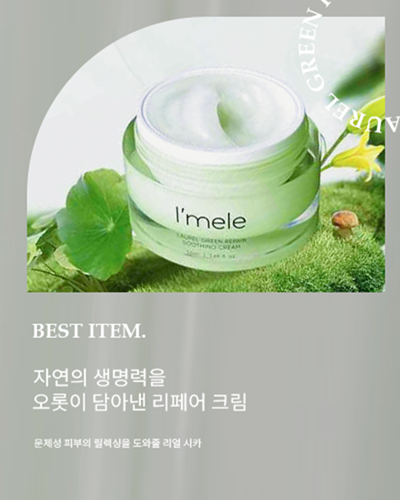 AUREL GREEN
I'mele
LAUREL GREEN REPAIR
SOOTHING CREAM
BEST ITEM.
자연의 생명력을
오롯이 담아낸 리페어 크림
문제성 피부의 릴렉싱을 도와줄 리얼 시카